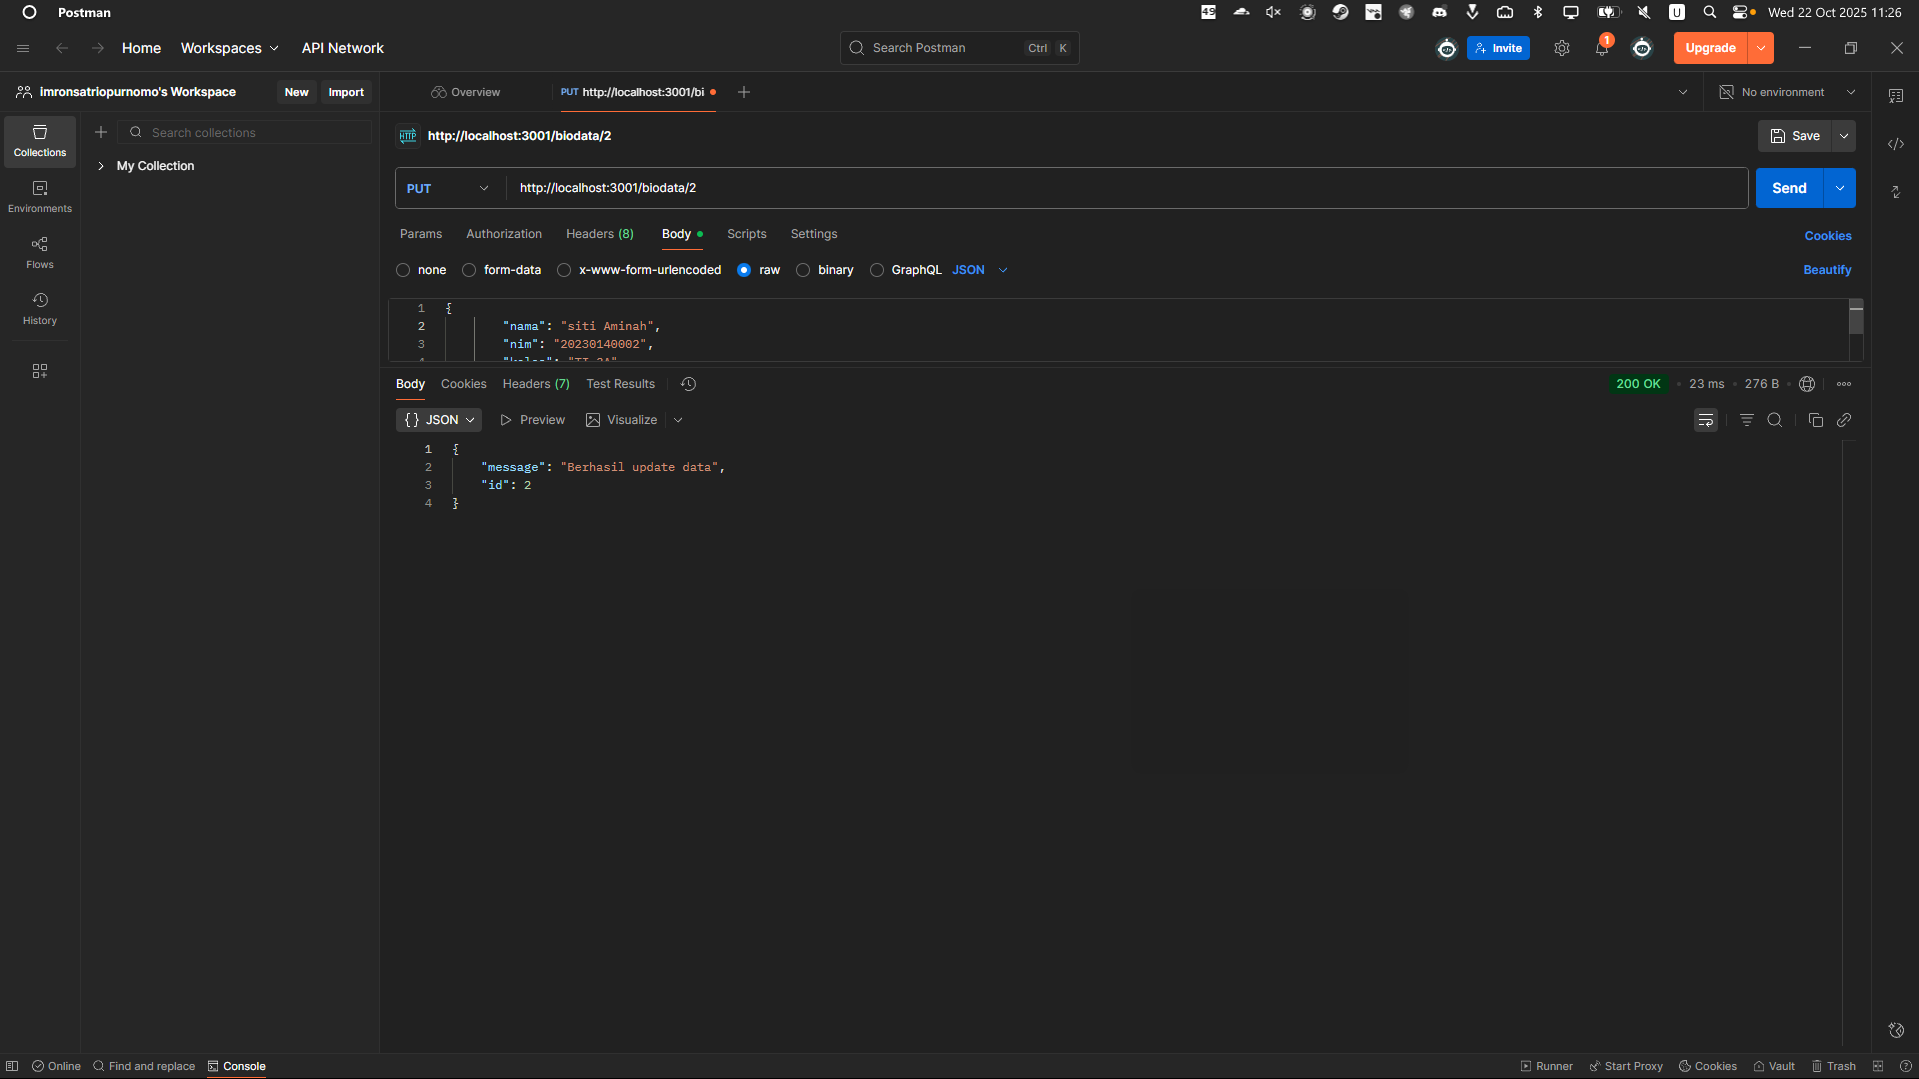 Postman
49
U
Wed 22 Oct 2025 11:26
Home Workspaces API Network
Search Postman Ctrl K
Invite
1
Upgrade
imronsatriopurnomo's Workspace
New Import
Overview
PUT http://localhost:3001/bi
No environment
Collections
Search collections
My Collection
Environments
Flows
History
HTTP http://localhost:3001/biodata/2
Save
PUT http://localhost:3001/biodata/2
Send
Params Authorization Headers (8) Body Scripts Settings
Cookies
none form-data x-www-form-urlencoded raw binary GraphQL JSON
Beautify
1 {
2 "nama": "siti Aminah",
3 "nim": "20230140002",
Body Cookies Headers (7) Test Results
200 OK 23 ms 276 B
{} JSON Preview Visualize
1 {
2 "message": "Berhasil update data",
3 "id": 2
4 }
Online Find and replace Console
Runner Start Proxy Cookies Vault Trash